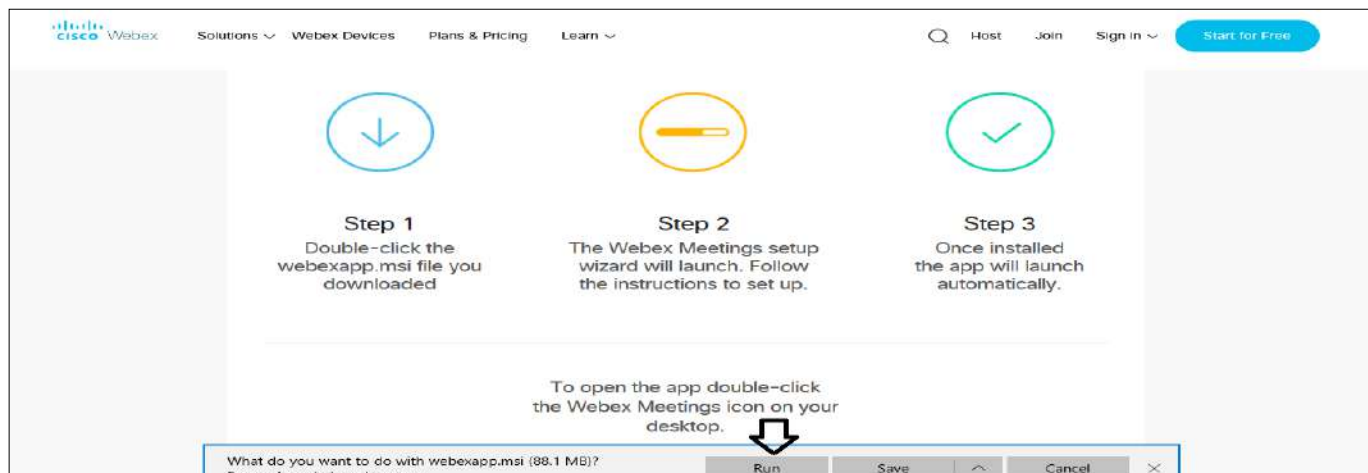 CISCO Webex Solutions Webex Devices Plans & Pricing Learn Host Join Sign in Start for Free
Step 1
Double-click the
webexapp.msi file you
downloaded
Step 2
The Webex Meetings setup
wizard will launch. Follow
the instructions to set up.
Step 3
Once installed
the app will launch
automatically.
To open the app double-click
the Webex Meetings icon on your
desktop.
What do you want to do with webexapp.msi (88.1 MB)?
Run Save Cancel